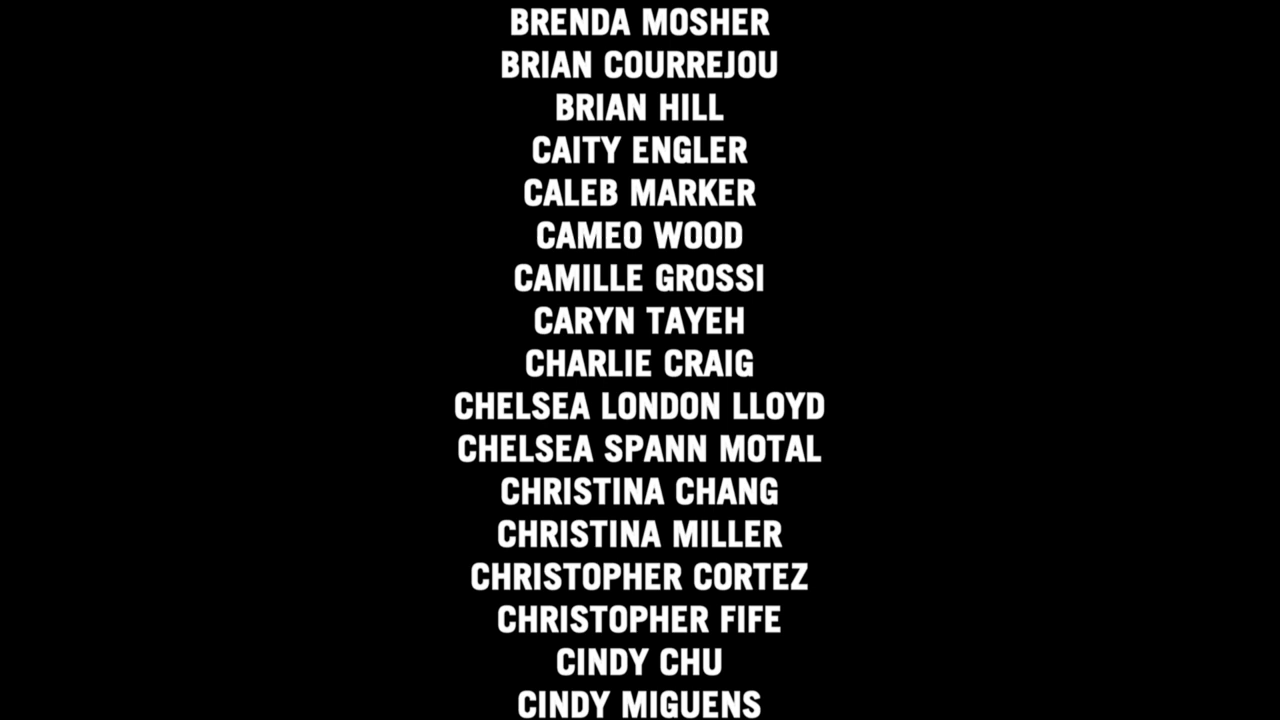 BRENDA MOSHER
BRIAN COURREJOU
BRIAN HILL
CAITY ENGLER
CALEB MARKER
CAMEO WOOD
CAMILLE GROSSI
CARYN TAYEH
CHARLIE CRAIG
CHELSEA LONDON LLOYD
CHELSEA SPANN MOTAL
CHRISTINA CHANG
CHRISTINA MILLER
CHRISTOPHER CORTEZ
CHRISTOPHER FIFE
CINDY CHU
CINDY MIGUENS